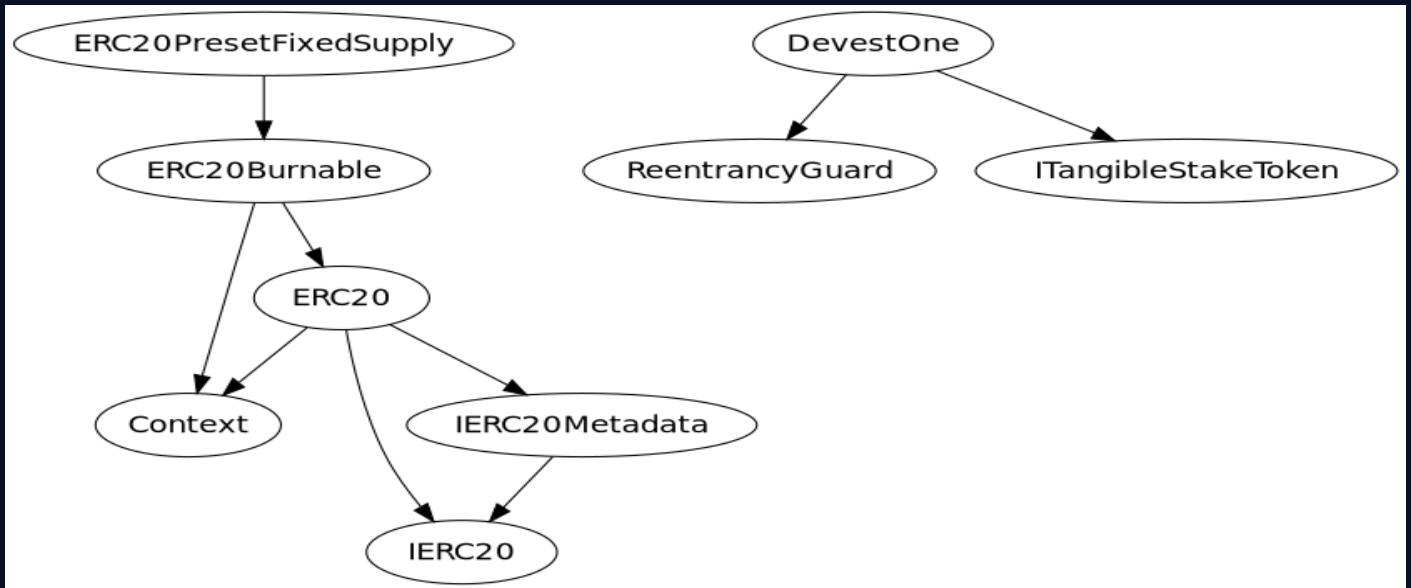 ERC20PresetFixedSupply
DevestOne
ERC20Burnable
ReentrancyGuard
ITangibleStakeToken
ERC20
Context
IERC20Metadata
IERC20